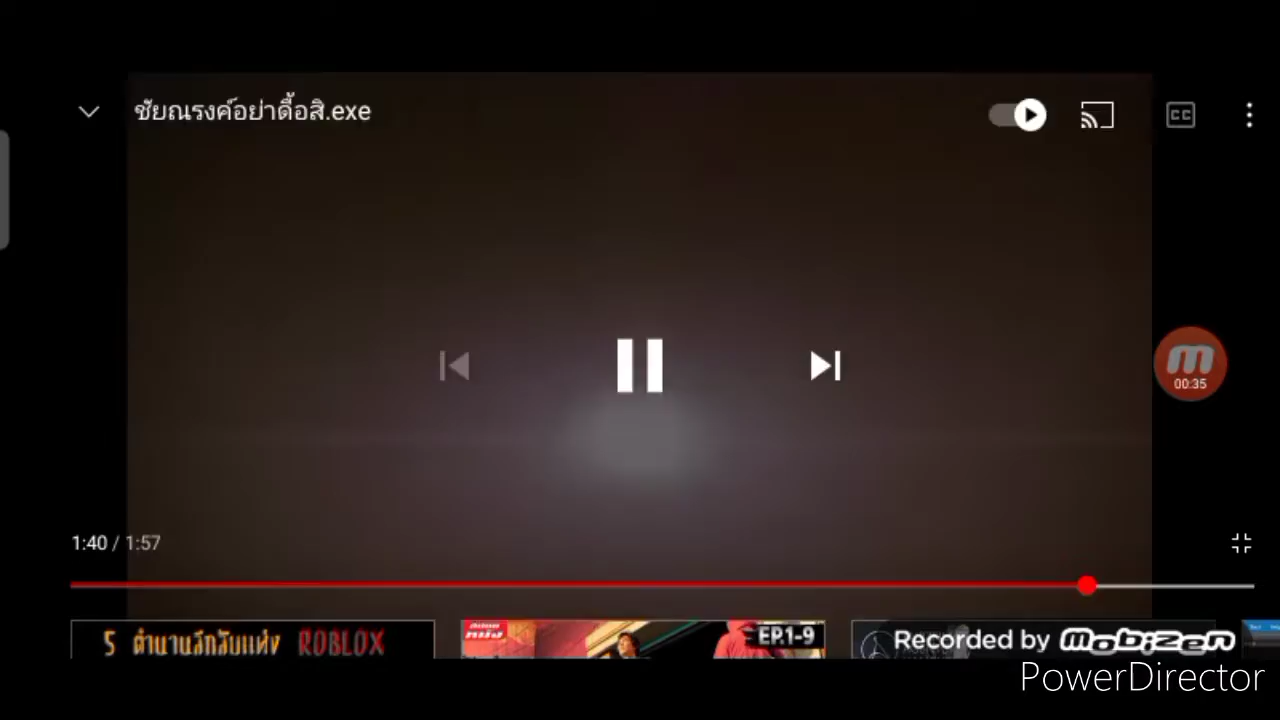 ชัยณรงค์อย่าดื้อสิ.exe
CC
m
00:35
1:40 / 1:57
5 ตำนานลึกลับแห่ง ROBLOX
EP.1-9
Recorded by mobizen
PowerDirector